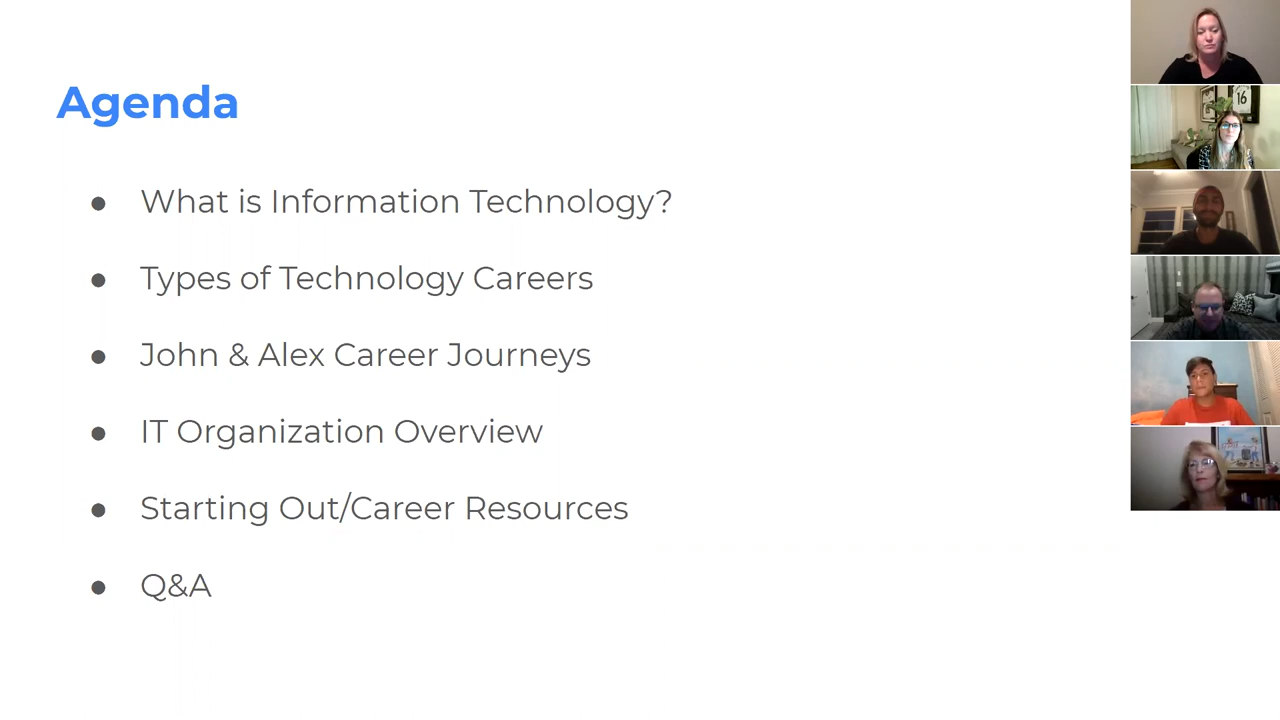 Agenda
● What is Information Technology?
● Types of Technology Careers
● John & Alex Career Journeys
● IT Organization Overview
● Starting Out/Career Resources
● Q&A
16